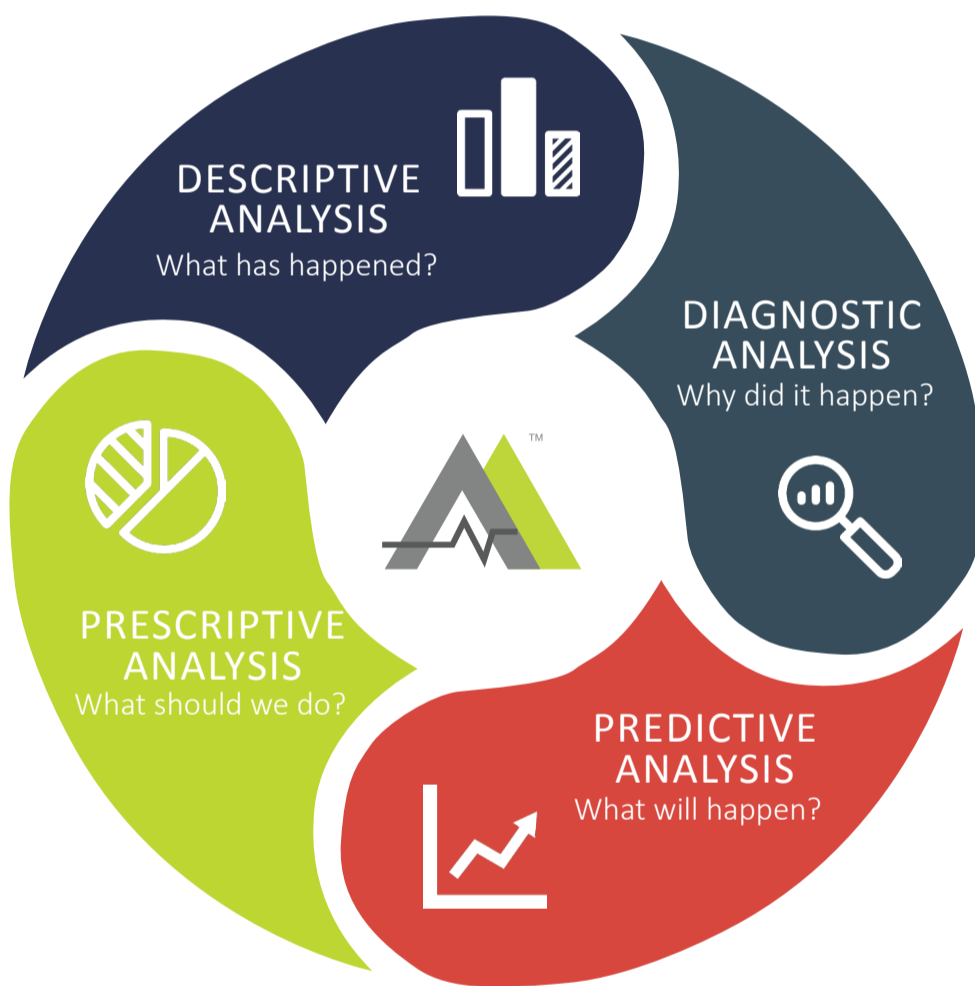 DESCRIPTIVE
ANALYSIS
What has happened?
DIAGNOSTIC
ANALYSIS
Why did it happen?
TM
PRESCRIPTIVE
ANALYSIS
What should we do?
PREDICTIVE
ANALYSIS
What will happen?